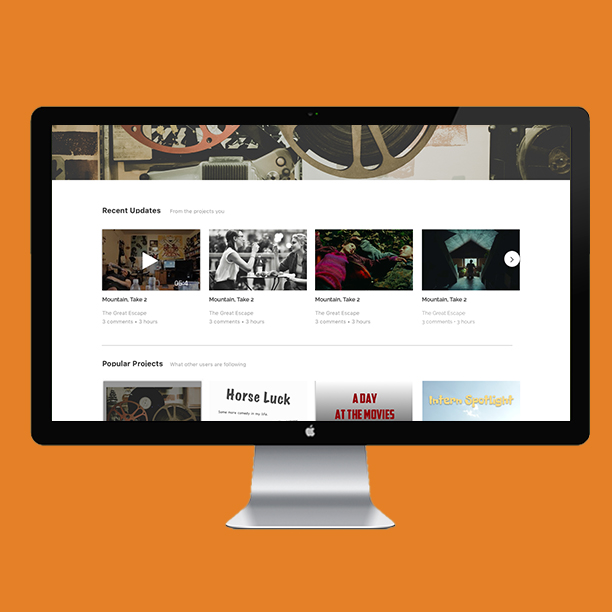 Recent Updates From the projects you
05:4
Mountain, Take 2 Mountain, Take 2 Mountain, Take 2 Mountain, Take 2
The Great Escape The Great Escape The Great Escape The Great Escape
3 comments • 3 hours 3 comments • 3 hours 3 comments • 3 hours 3 comments • 3 hours
Popular Projects What other users are following
Horse Luck
Some more comedy in my life.
A DAY
AT THE MOVIES
Intern Spotlight